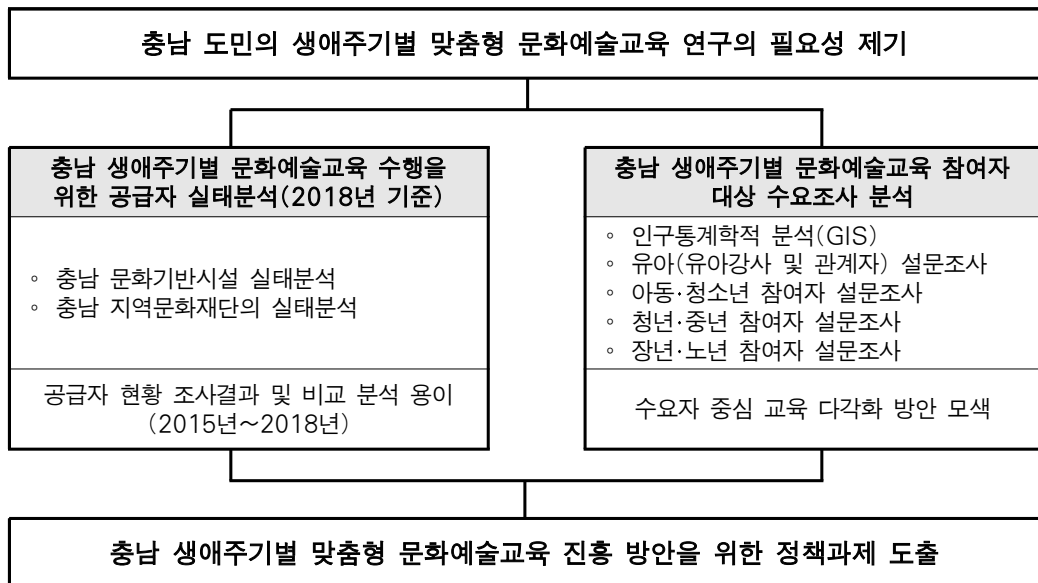 충남 도민의 생애주기별 맞춤형 문화예술교육 연구의 필요성 제기
충남 생애주기별 문화예술교육 수행을
위한 공급자 실태분석(2018년 기준)
◦ 충남 문화기반시설 실태분석
◦ 충남 지역문화재단의 실태분석
공급자 현황 조사결과 및 비교 분석 용이
(2015년~2018년)
충남 생애주기별 문화예술교육 참여자
대상 수요조사 분석
◦ 인구통계학적 분석(GIS)
◦ 유아(유아강사 및 관계자) 설문조사
◦ 아동·청소년 참여자 설문조사
◦ 청년·중년 참여자 설문조사
◦ 장년·노년 참여자 설문조사
수요자 중심 교육 다각화 방안 모색
충남 생애주기별 맞춤형 문화예술교육 진흥 방안을 위한 정책과제 도출